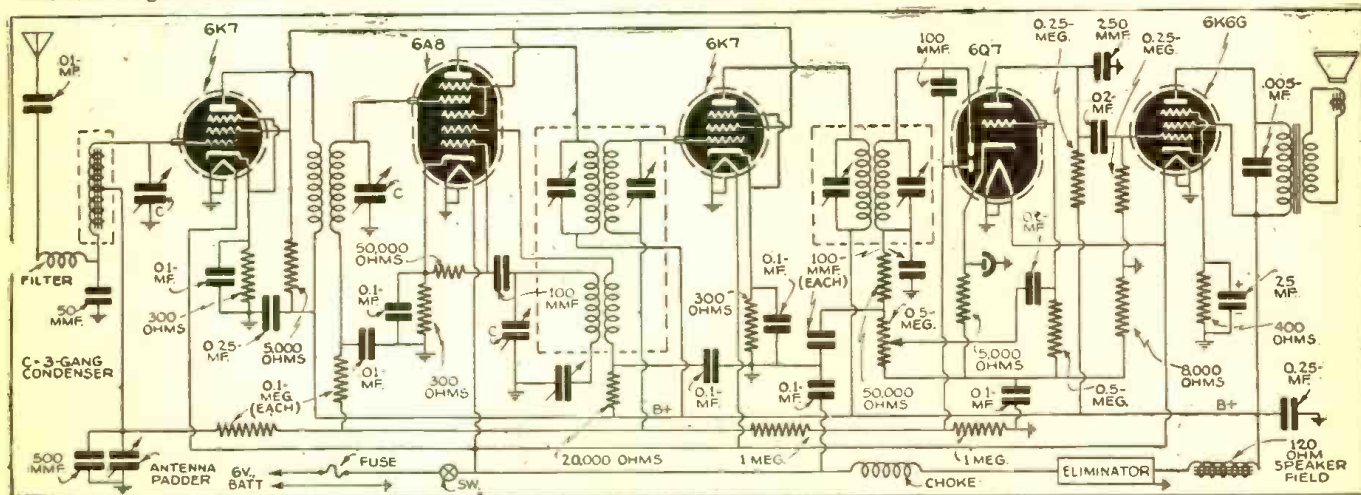 6K7
6A8
6K7
100
MMF.
6Q7
0.25-
MEG.
250
MMF.
0.25-
MEG.
6K6G
.01-
MF.
.005-
MF.
.02-
MF.
C
C
50,000
OHMS
FILTER
0.1-
MF.
0.1-
MF.
100
MMF.
300
OHMS
0.1-
MF.
100
MMF.
(EACH)
0.5-
MEG.
50
MMF.
300
OHMS
0.25-
MF.
5,000
OHMS
C
25
MF.
400
OHMS
C = 3-GANG
CONDENSER
300
OHMS
0.1-
MF.
0.1-
MF.
50,000
OHMS
5,000
OHMS
0.1-
MF.
0.5-
MEG.
8,000
OHMS
0.25-
MF.
0.1-
MEG.
(EACH)
B+
B+
500
MMF.
ANTENNA
PADDER
6V.,
BATT
FUSE
SW.
20,000 OHMS
1 MEG.
CHOKE
1 MEG.
ELIMINATOR
120
OHM
SPEAKER
FIELD